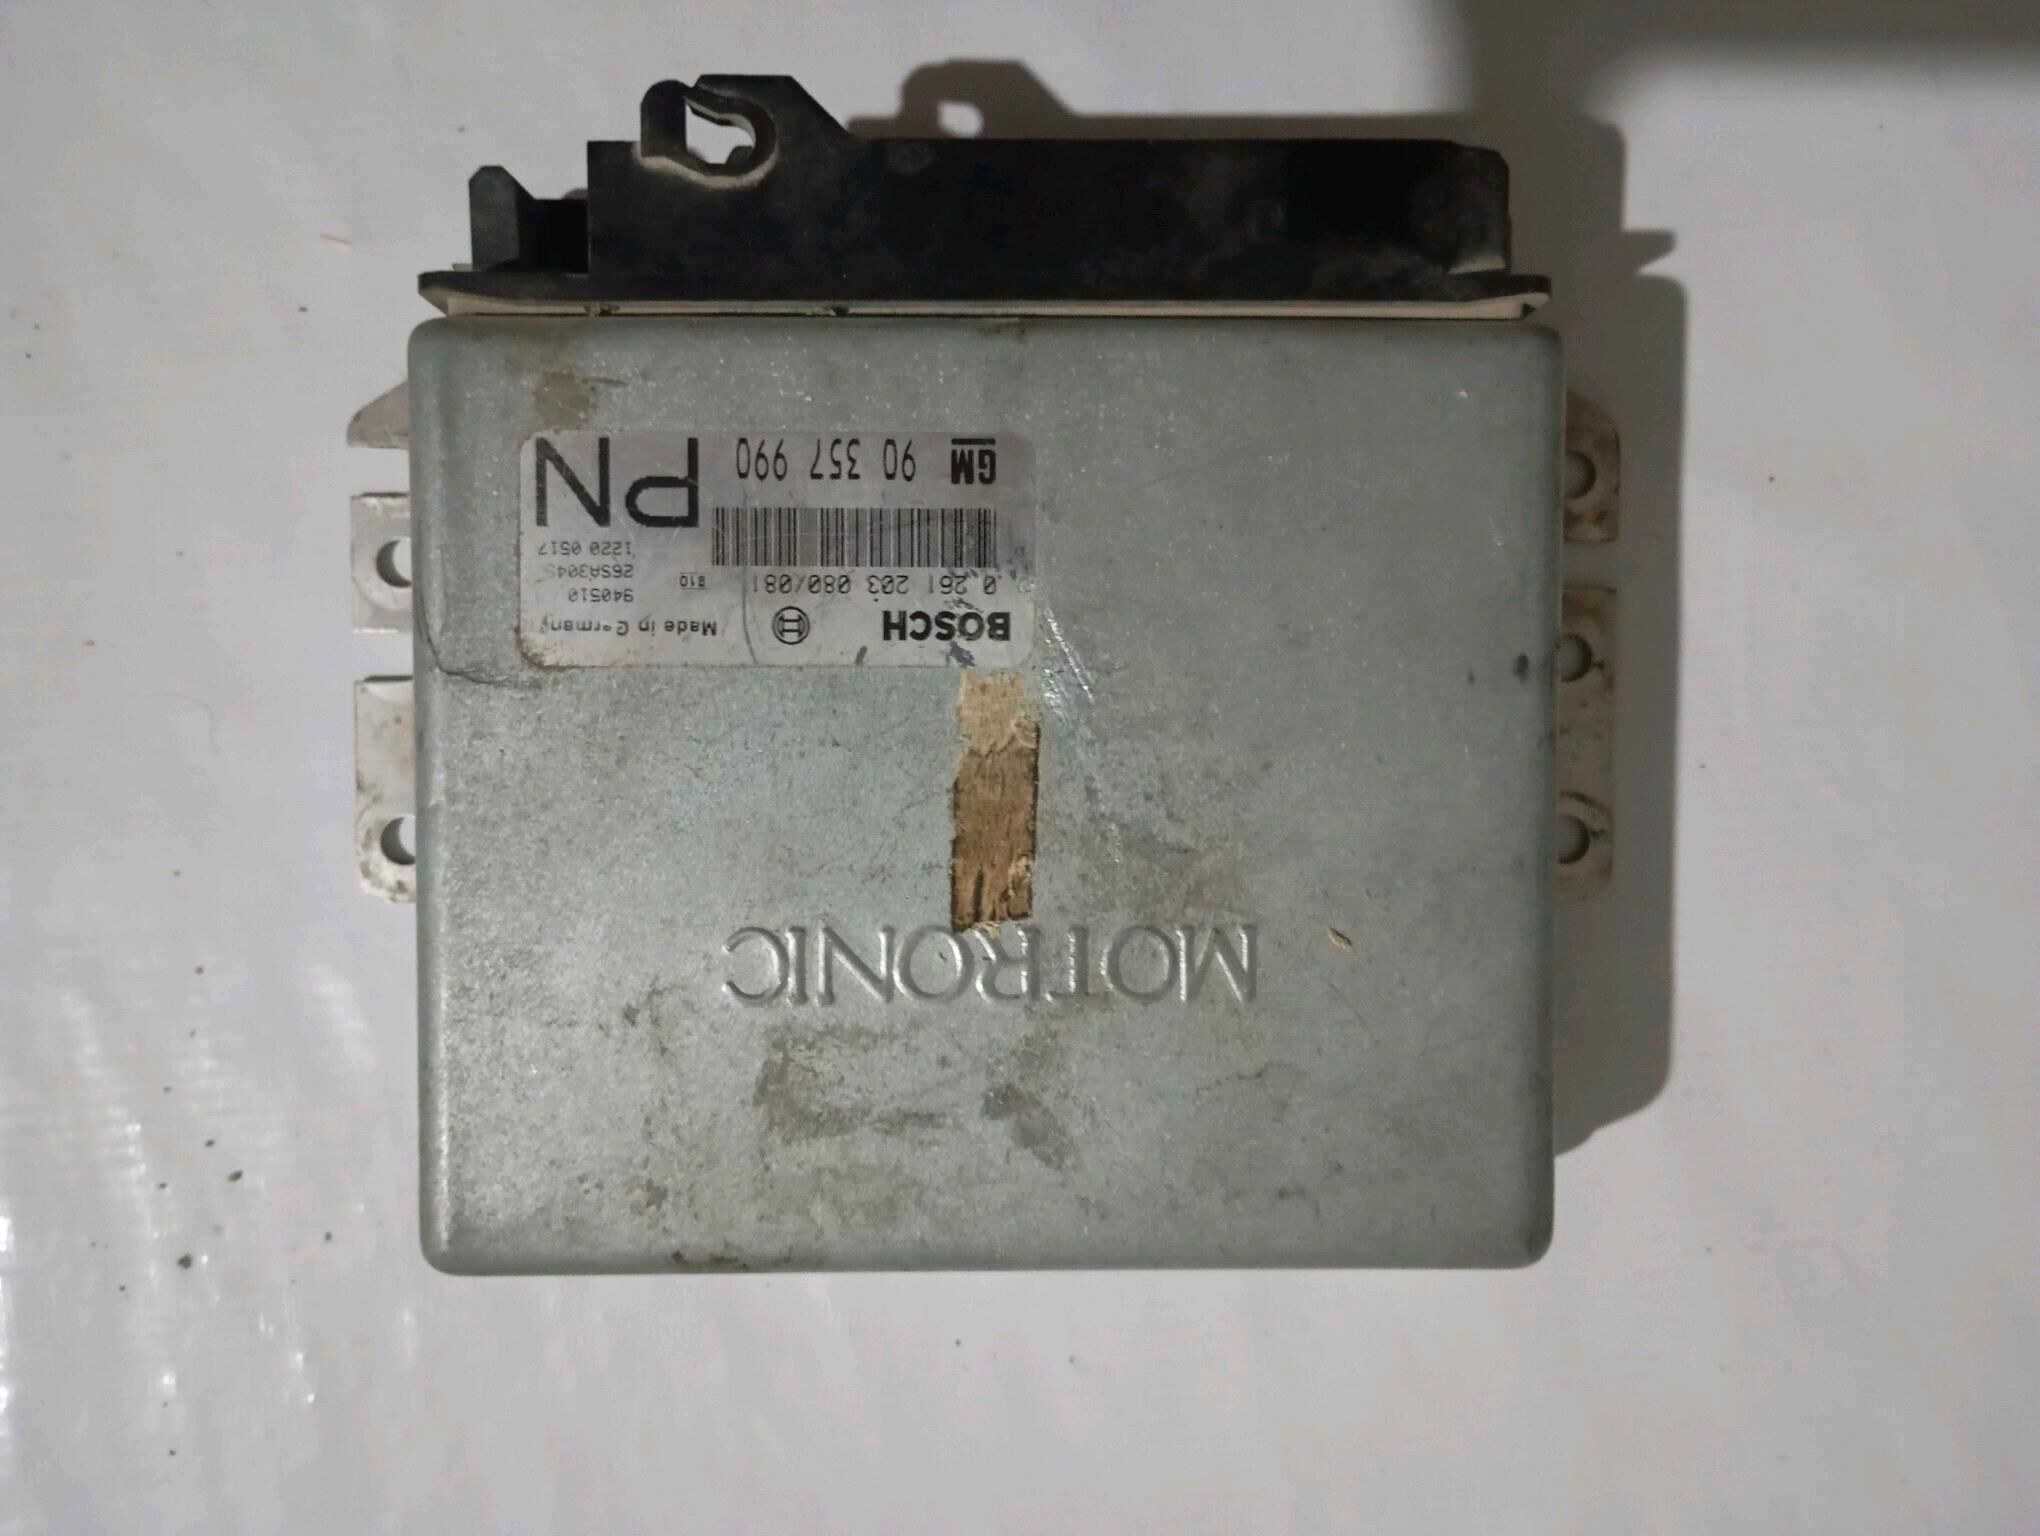 BOSCH Made in Germany
0 261 203 080/081 S10 940510
26SA3045
1220 0517
GM 90 357 990 PN
MOTRONIC